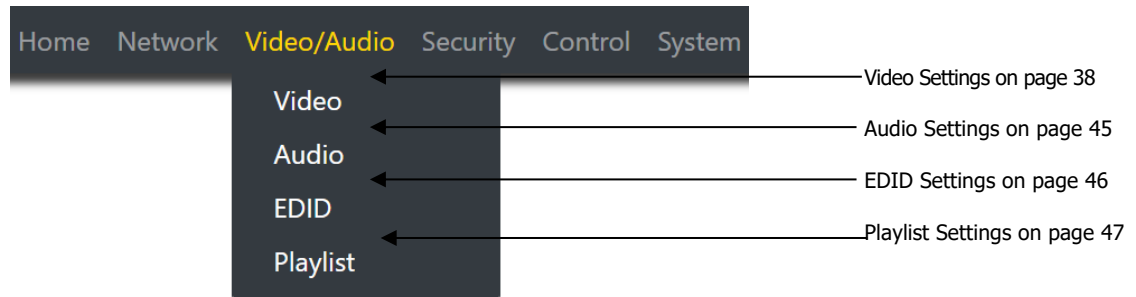 Home Network Video/Audio Security Control System
Video Settings on page 38
Video
Audio Settings on page 45
Audio
EDID Settings on page 46
EDID
Playlist Settings on page 47
Playlist